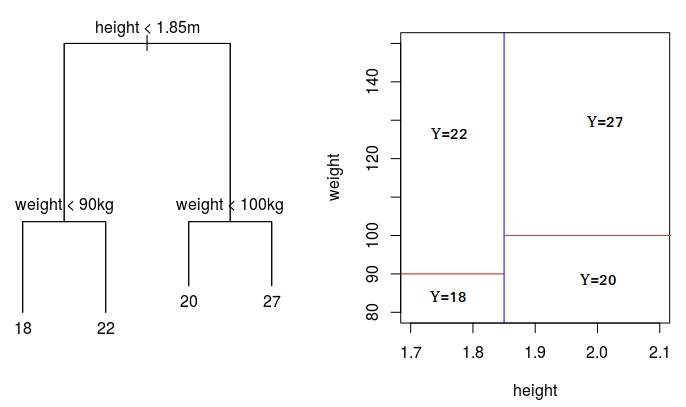 height < 1.85m
weight < 90kg
weight < 100kg
18
22
20
27
weight
140
120
100
90
80
Y=22
Y=27
Y=18
Y=20
1.7 1.8 1.9 2.0 2.1
height